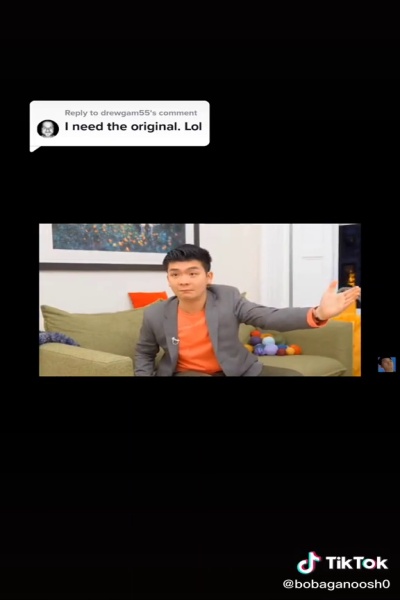 Reply to drewgam55's comment
I need the original. Lol
TikTok
@bobaganoosh0